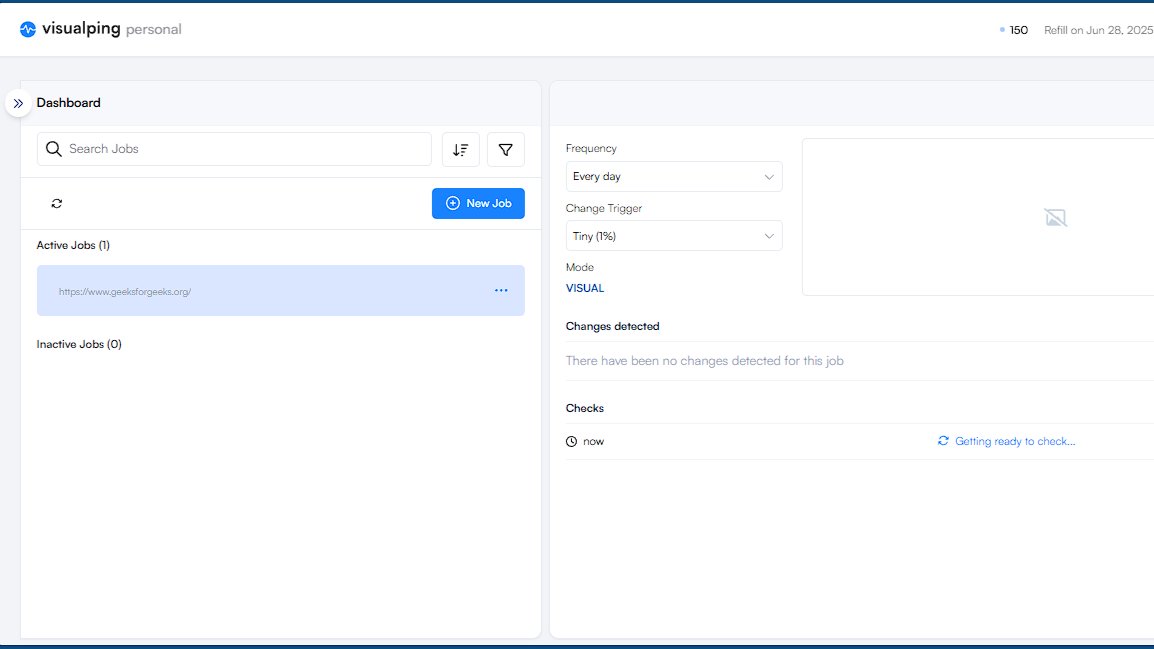 visualping personal
150 Refill on Jun 28, 2025
Dashboard
Search Jobs
New Job
Active Jobs (1)
https://www.geeksforgeeks.org/
Inactive Jobs (0)
Frequency
Every day
Change Trigger
Tiny (1%)
Mode
VISUAL
Changes detected
There have been no changes detected for this job
Checks
now Getting ready to check...